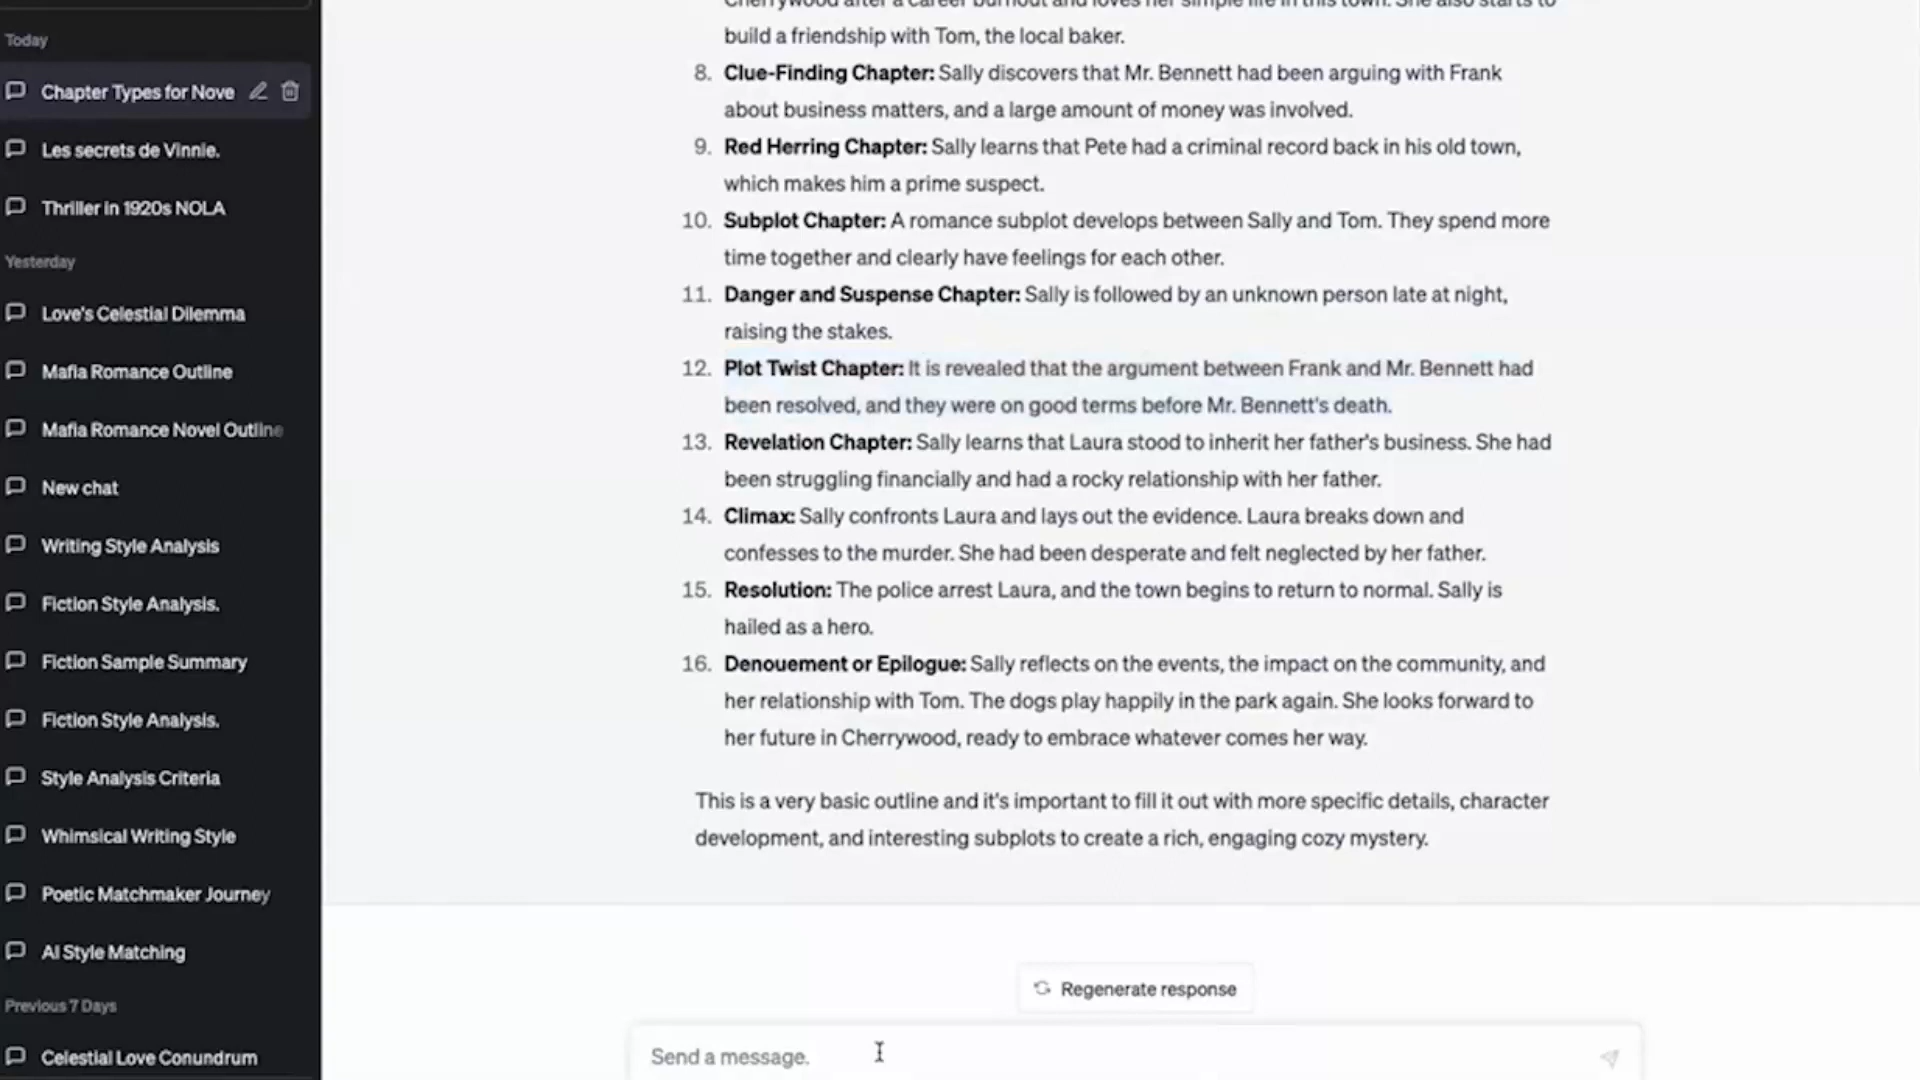 Today
Chapter Types for Nove
Les secrets de Vinnie.
Thriller in 1920s NOLA
Yesterday
Love's Celestial Dilemma
Mafia Romance Outline
Mafia Romance Novel Outline
New chat
Writing Style Analysis
Fiction Style Analysis.
Fiction Sample Summary
Fiction Style Analysis.
Style Analysis Criteria
Whimsical Writing Style
Poetic Matchmaker Journey
AI Style Matching
Previous 7 Days
Celestial Love Conundrum
Cherrywood after a career burnout and loves her simple life in this town. She also starts to
build a friendship with Tom, the local baker.
8. Clue-Finding Chapter: Sally discovers that Mr. Bennett had been arguing with Frank
about business matters, and a large amount of money was involved.
9. Red Herring Chapter: Sally learns that Pete had a criminal record back in his old town,
which makes him a prime suspect.
10. Subplot Chapter: A romance subplot develops between Sally and Tom. They spend more
time together and clearly have feelings for each other.
11. Danger and Suspense Chapter: Sally is followed by an unknown person late at night,
raising the stakes.
12. Plot Twist Chapter: It is revealed that the argument between Frank and Mr. Bennett had
been resolved, and they were on good terms before Mr. Bennett's death.
13. Revelation Chapter: Sally learns that Laura stood to inherit her father's business. She had
been struggling financially and had a rocky relationship with her father.
14. Climax: Sally confronts Laura and lays out the evidence. Laura breaks down and
confesses to the murder. She had been desperate and felt neglected by her father.
15. Resolution: The police arrest Laura, and the town begins to return to normal. Sally is
hailed as a hero.
16. Denouement or Epilogue: Sally reflects on the events, the impact on the community, and
her relationship with Tom. The dogs play happily in the park again. She looks forward to
her future in Cherrywood, ready to embrace whatever comes her way.
This is a very basic outline and it's important to fill it out with more specific details, character
development, and interesting subplots to create a rich, engaging cozy mystery.
Regenerate response
Send a message.